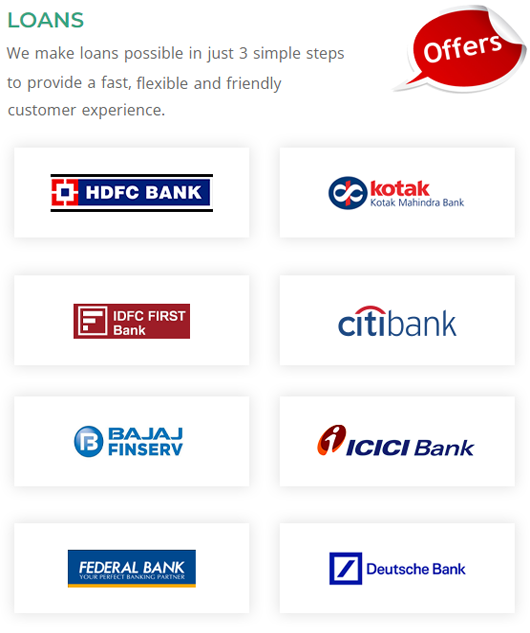 LOANS
Offers
We make loans possible in just 3 simple steps
to provide a fast, flexible and friendly
customer experience.
HDFC BANK
kotak
Kotak Mahindra Bank
IDFC FIRST
Bank
citibank
BAJAJ
FINSERV
ICICI Bank
FEDERAL BANK
YOUR PERFECT BANKING PARTNER
Deutsche Bank